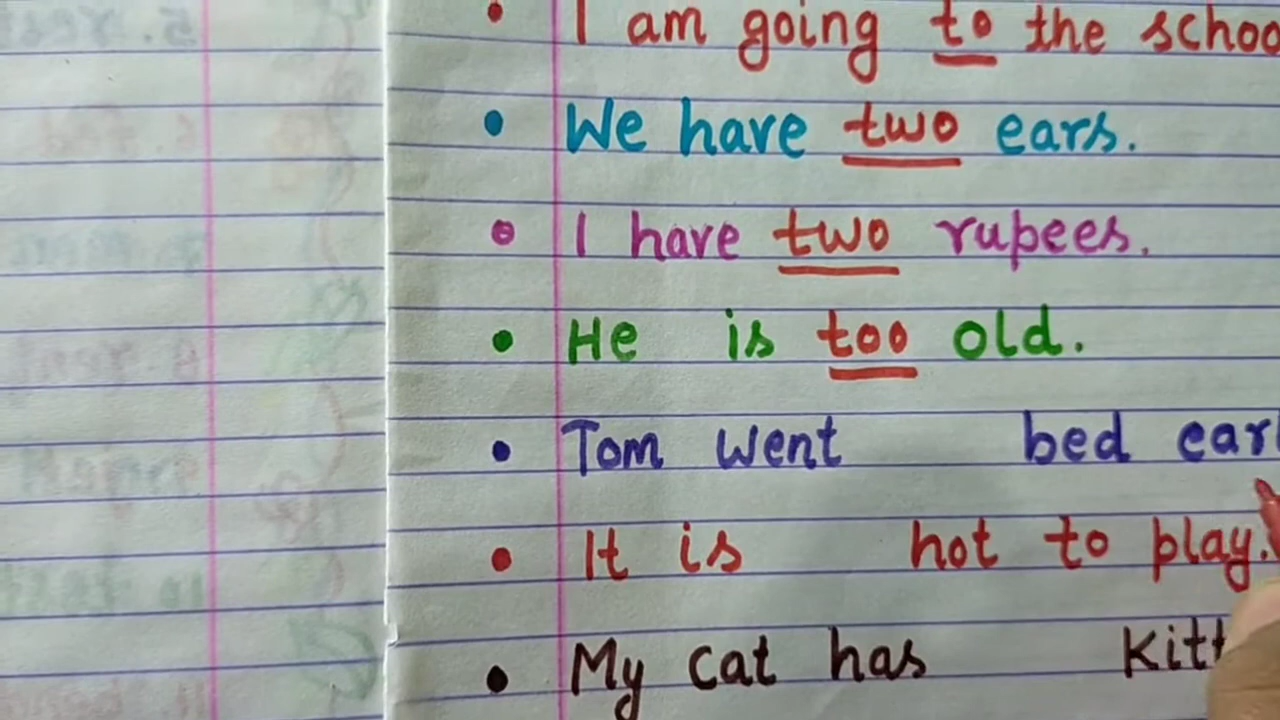 • I am going to the schoo
• We have two ears.
• I have two rupees.
• He is too old.
• Tom went bed earl
• It is hot to play.
• My cat has Kitt